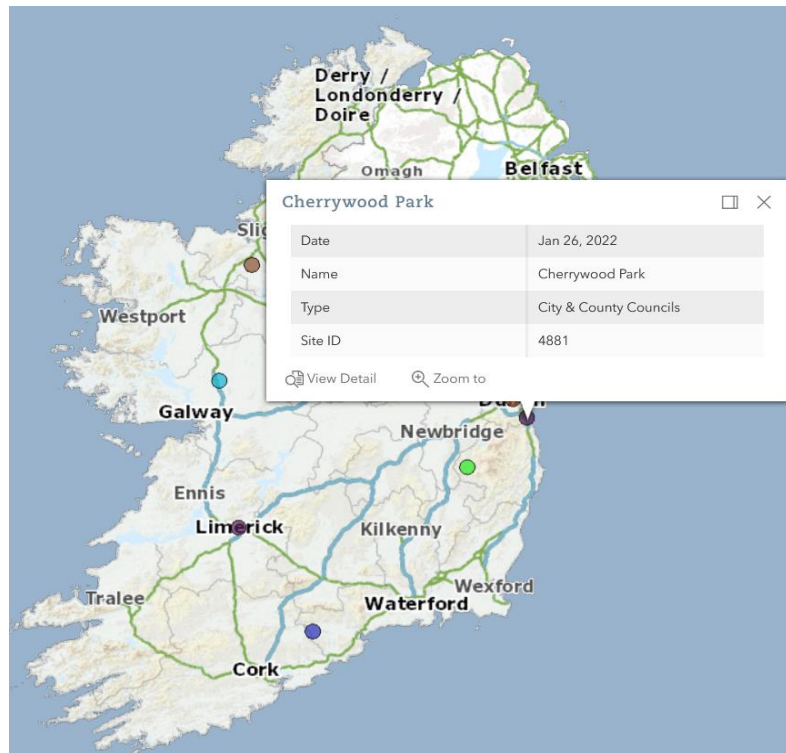 Derry /
Londonderry /
Doire
Omagh
Belfast
Cherrywood Park
Date Jan 26, 2022
Name Cherrywood Park
Type City & County Councils
Site ID 4881
View Detail Zoom to
Westport
Galway
Newbridge
Ennis
Limerick
Kilkenny
Tralee
Wexford
Waterford
Cork